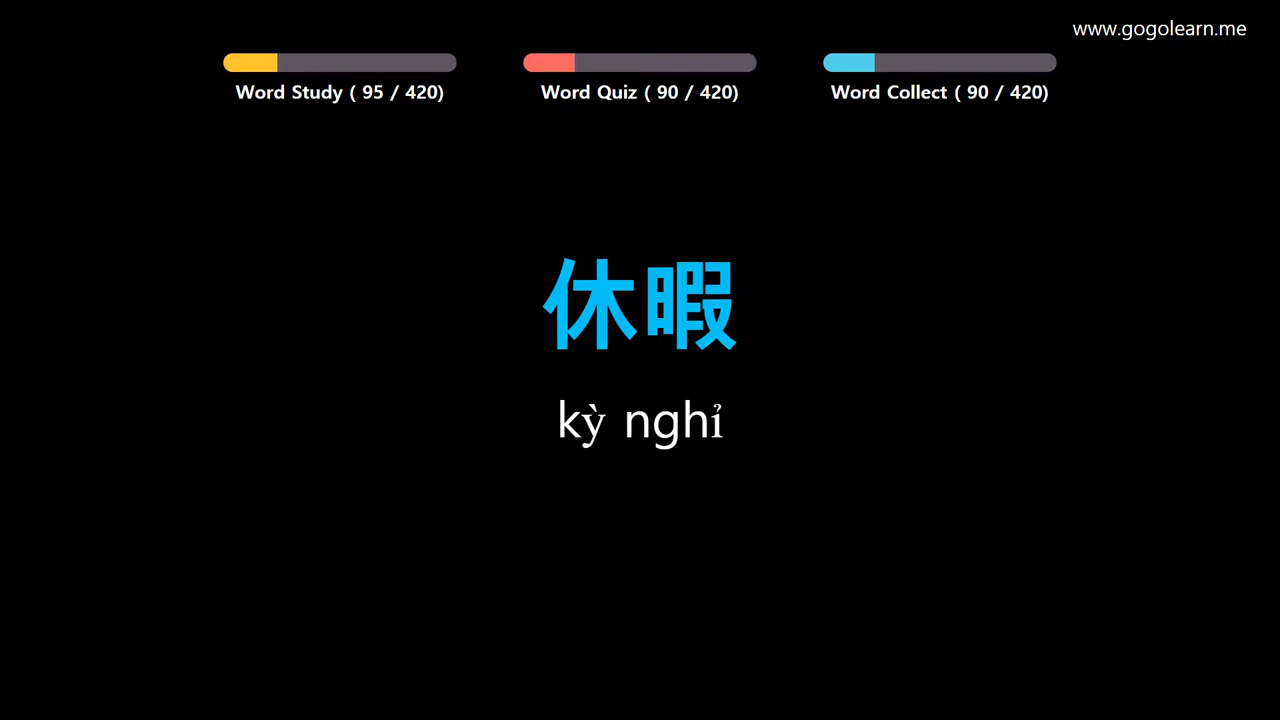 www.gogolearn.me
Word Study ( 95 / 420)
Word Quiz ( 90 / 420)
Word Collect ( 90 / 420)
休暇
kỳ nghỉ